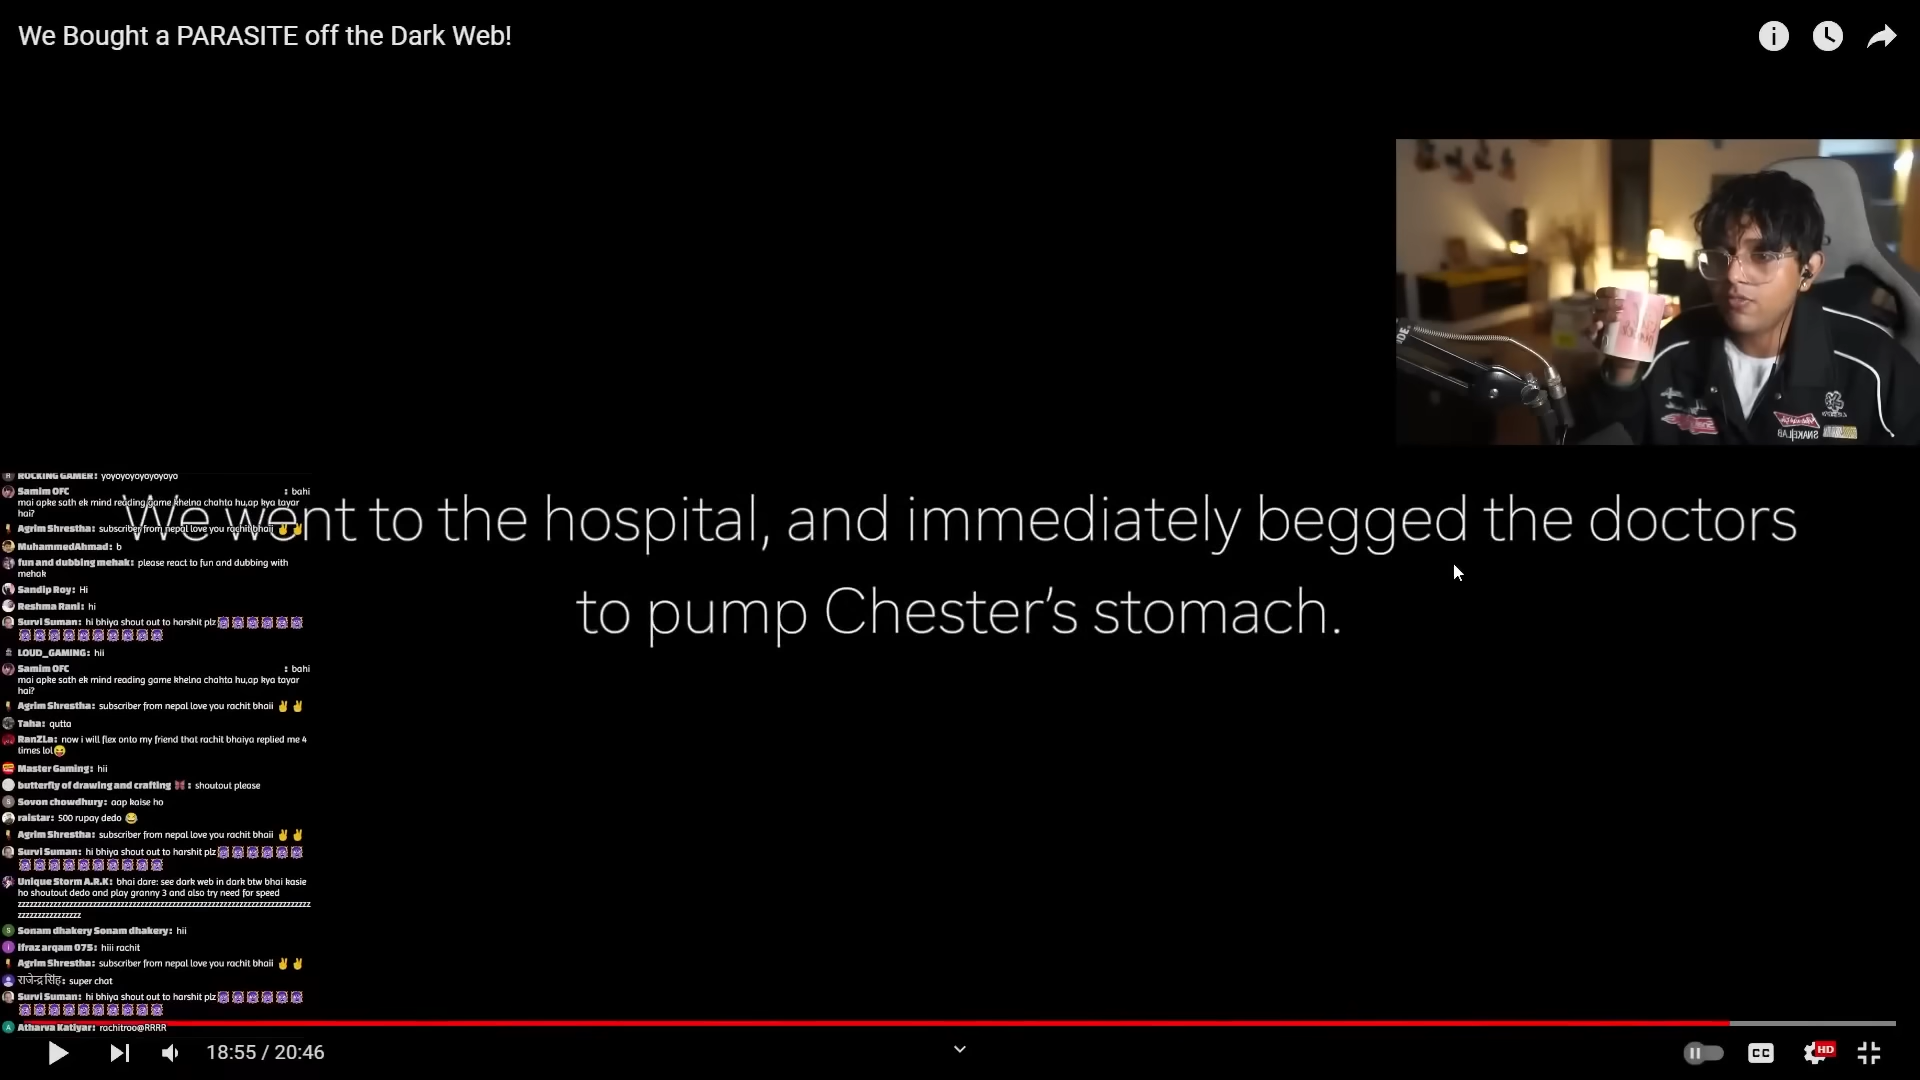 We Bought a PARASITE off the Dark Web!
We went to the hospital, and immediately begged the doctors
to pump Chester's stomach.
ROCKING GAMER: yoyoyoyoyoyoyoyo
Samim OFC : bahi
mai apke sath ek mind reading game khelna chahta hu,ap kya tayar
hai?
Agrim Shrestha: subscriber from nepal love you rachit bhaii ✌✌
MuhammedAhmad: b
fun and dubbing mehak: please react to fun and dubbing with
mehak
Sandip Roy: Hi
Reshma Rani: hi
Survi Suman: hi bhiya shout out to harshit plz
LOUD_GAMING: hii
Samim OFC : bahi
mai apke sath ek mind reading game khelna chahta hu,ap kya tayar
hai?
Agrim Shrestha: subscriber from nepal love you rachit bhaii ✌✌
Taha: qutta
RanZLa: now i will flex onto my friend that rachit bhaiya replied me 4
times lol😝
Master Gaming: hii
butterfly of drawing and crafting 🦋: shoutout please
Sovon chowdhury: aap kaise ho
raistar: 500 rupay dedo 😂
Agrim Shrestha: subscriber from nepal love you rachit bhaii ✌✌
Survi Suman: hi bhiya shout out to harshit plz
Unique Storm A.R.K: bhai dare: see dark web in dark btw bhai kasie
ho shoutout dedo and play granny 3 and also try need for speed
Sonam dhakery Sonam dhakery: hii
ifraz arqam 075: hiii rachit
Agrim Shrestha: subscriber from nepal love you rachit bhaii ✌✌
राजेन्द्र सिंह: super chat
Survi Suman: hi bhiya shout out to harshit plz
Atharva Katiyar: rachitroo@RRRR
18:55 / 20:46
CC
HD